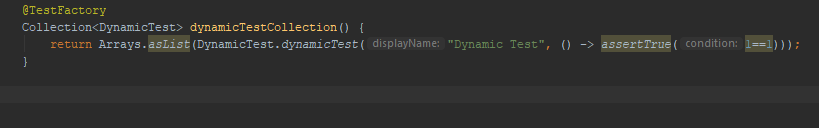 @TestFactory
Collection<DynamicTest> dynamicTestCollection() {
return Arrays.asList(DynamicTest.dynamicTest( displayName: "Dynamic Test", () -> assertTrue( condition: 1==1)));
}